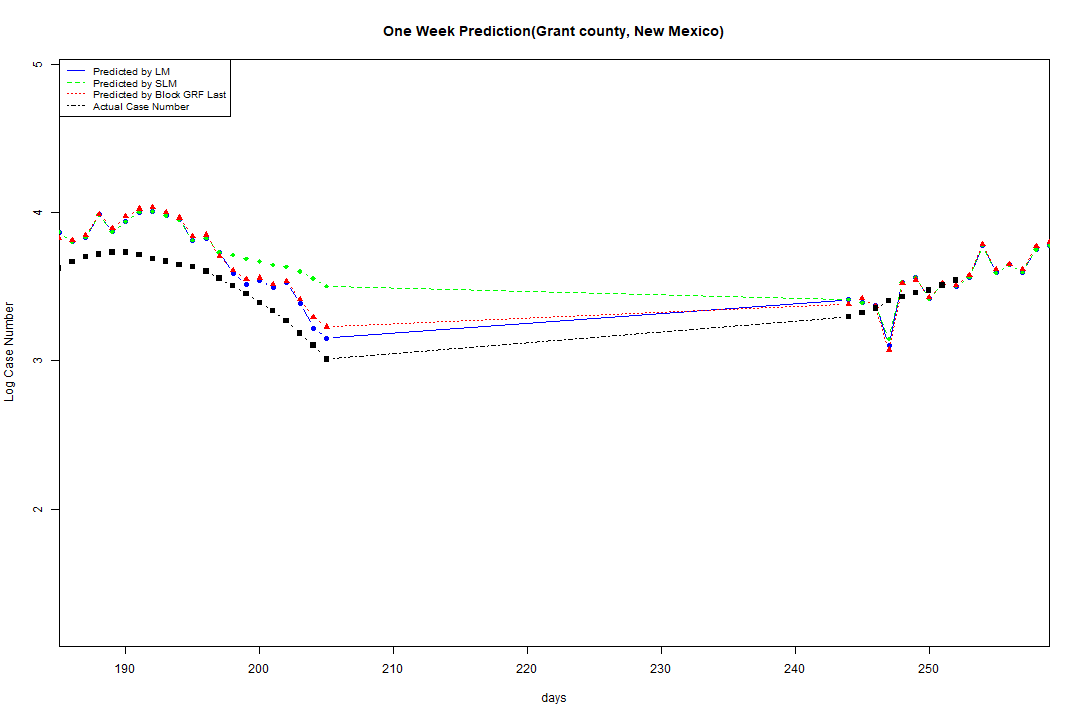 One Week Prediction(Grant county, New Mexico)
Predicted by LM
Predicted by SLM
Predicted by Block GRF Last
Actual Case Number
5
4
3
2
Log Case Number
190 200 210 220 230 240 250
days